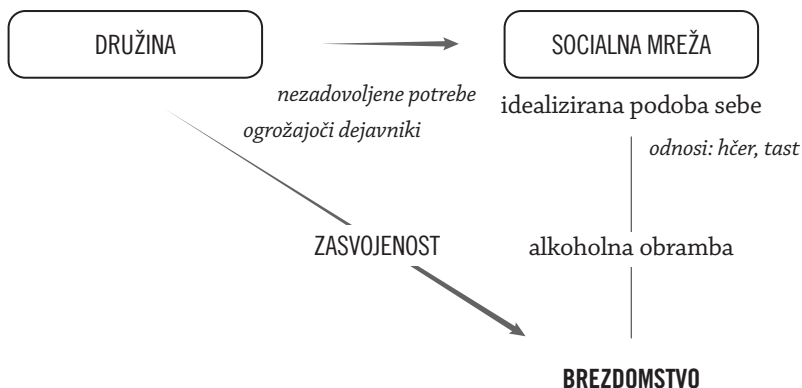 DRUŽINA
SOCIALNA MREŽA
nezadovoljene potrebe
ogrožajoči dejavniki
idealizirana podoba sebe
odnosi: hčer, tast
ZASVOJENOST
alkoholna obramba
BREZDOMSTVO